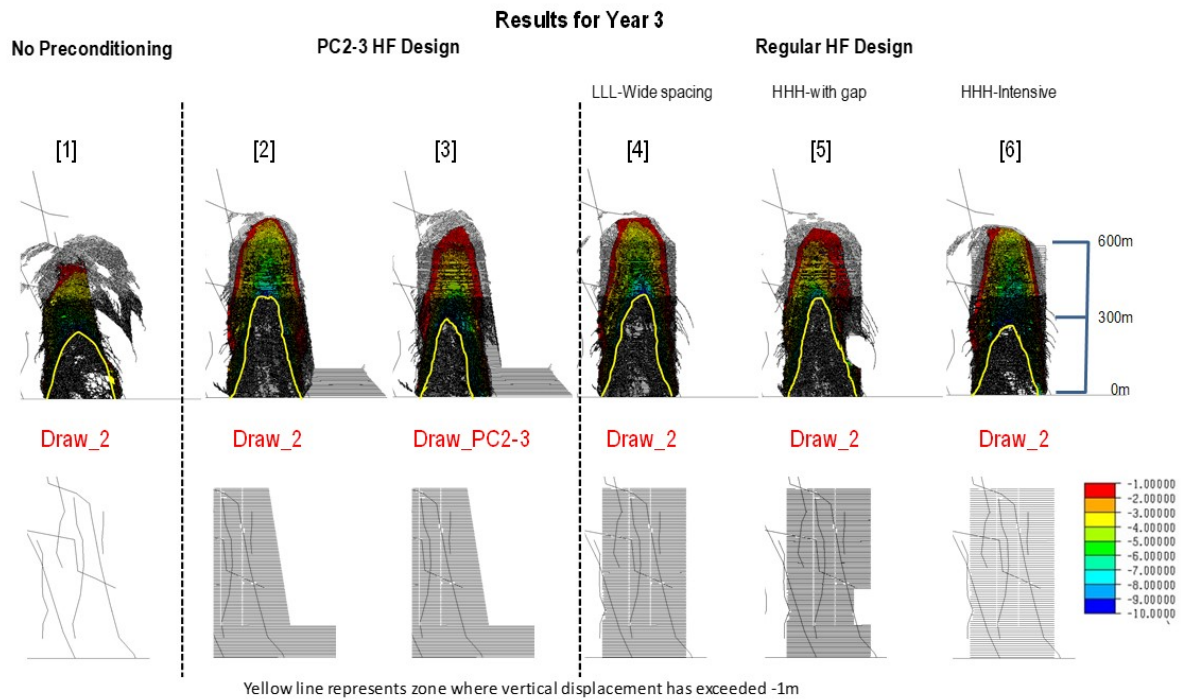 Results for Year 3
No Preconditioning
PC2-3 HF Design
Regular HF Design
LLL-Wide spacing
HHH-with gap
HHH-Intensive
[1]
[2]
[3]
[4]
[5]
[6]
600m
300m
0m
Draw_2
Draw_2
Draw_PC2-3
Draw_2
Draw_2
Draw_2
-1.00000
-2.00000
-3.00000
-4.00000
-5.00000
-6.00000
-7.00000
-8.00000
-9.00000
-10.0000
Yellow line represents zone where vertical displacement has exceeded -1m